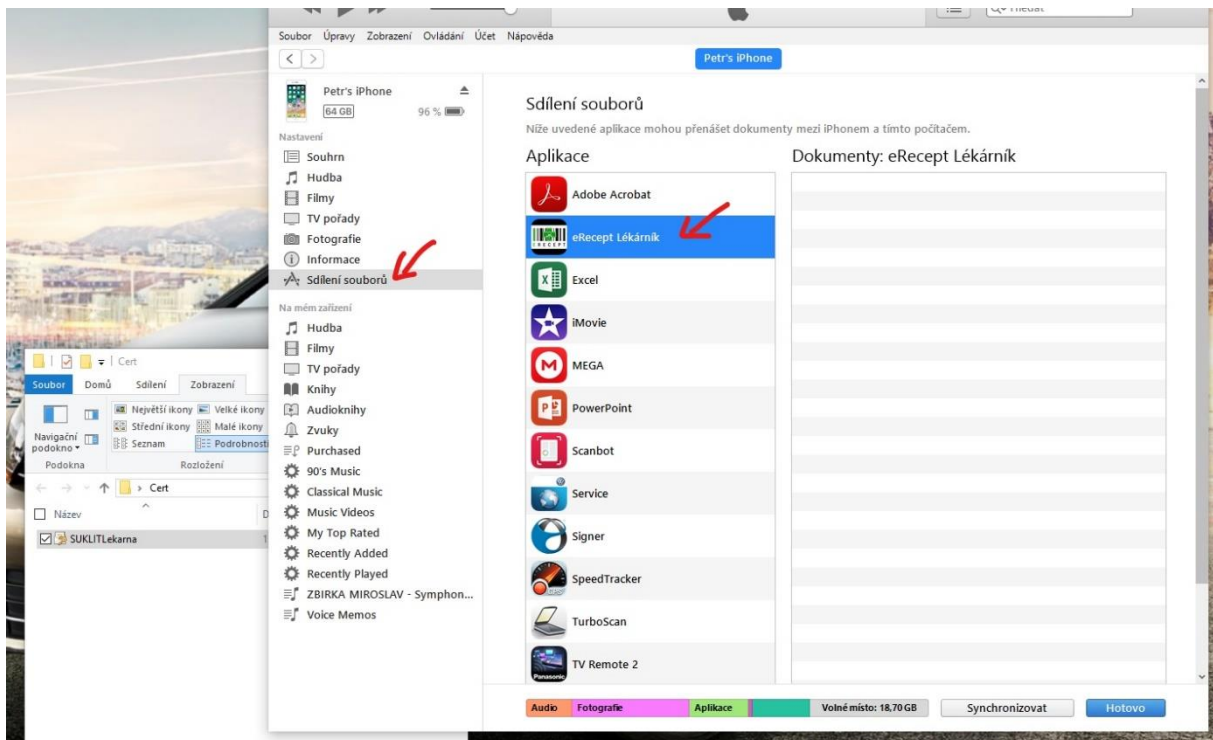 Hledat
Soubor Úpravy Zobrazení Ovládání Účet Nápověda
Petr's iPhone
Petr's iPhone
64 GB 96 %
Nastavení
Souhrn
Hudba
Filmy
TV pořady
Fotografie
Informace
Sdílení souborů
Na mém zařízení
Hudba
Filmy
TV pořady
Knihy
Audioknihy
Zvuky
Purchased
90's Music
Classical Music
Music Videos
My Top Rated
Recently Added
Recently Played
ZBIRKA MIROSLAV - Symphon...
Voice Memos
Sdílení souborů
Níže uvedené aplikace mohou přenášet dokumenty mezi iPhonem a tímto počítačem.
Aplikace
Adobe Acrobat
eRecept Lékárník
Excel
iMovie
MEGA
PowerPoint
Scanbot
Service
Signer
SpeedTracker
TurboScan
TV Remote 2
Panasonic
Dokumenty: eRecept Lékárník
Audio Fotografie Aplikace Volné místo: 18,70 GB Synchronizovat Hotovo
Cert
Soubor Domů Sdílení Zobrazení
Největší ikony Velké ikony
Střední ikony Malé ikony
Seznam Podrobnosti
Navigační
podokno
Podokna Rozložení
Cert
Název D
SUKLITLekarna 1